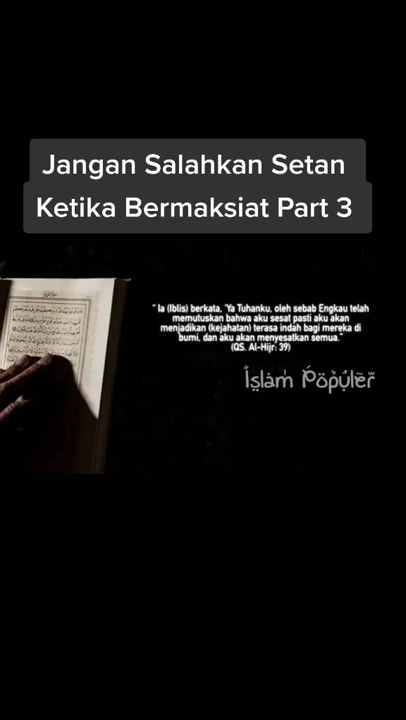 Jangan Salahkan Setan
Ketika Bermaksiat Part 3
" Ia (Iblis) berkata, 'Ya Tuhanku, oleh sebab Engkau telah
memutuskan bahwa aku sesat pasti aku akan
menjadikan (kejahatan) terasa indah bagi mereka di
bumi, dan aku akan menyesatkan semua."
(QS. Al-Hijr: 39)
Islam Populer